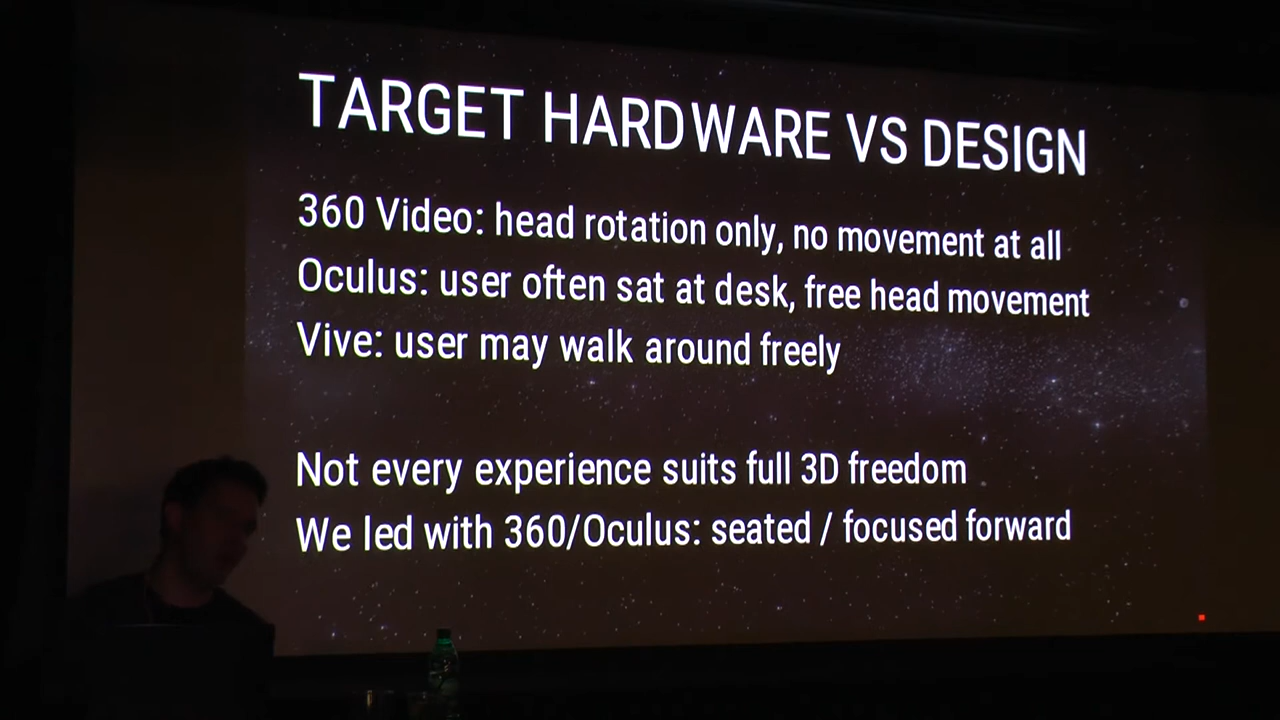 TARGET HARDWARE VS DESIGN
360 Video: head rotation only, no movement at all
Oculus: user often sat at desk, free head movement
Vive: user may walk around freely
Not every experience suits full 3D freedom
We led with 360/Oculus: seated / focused forward